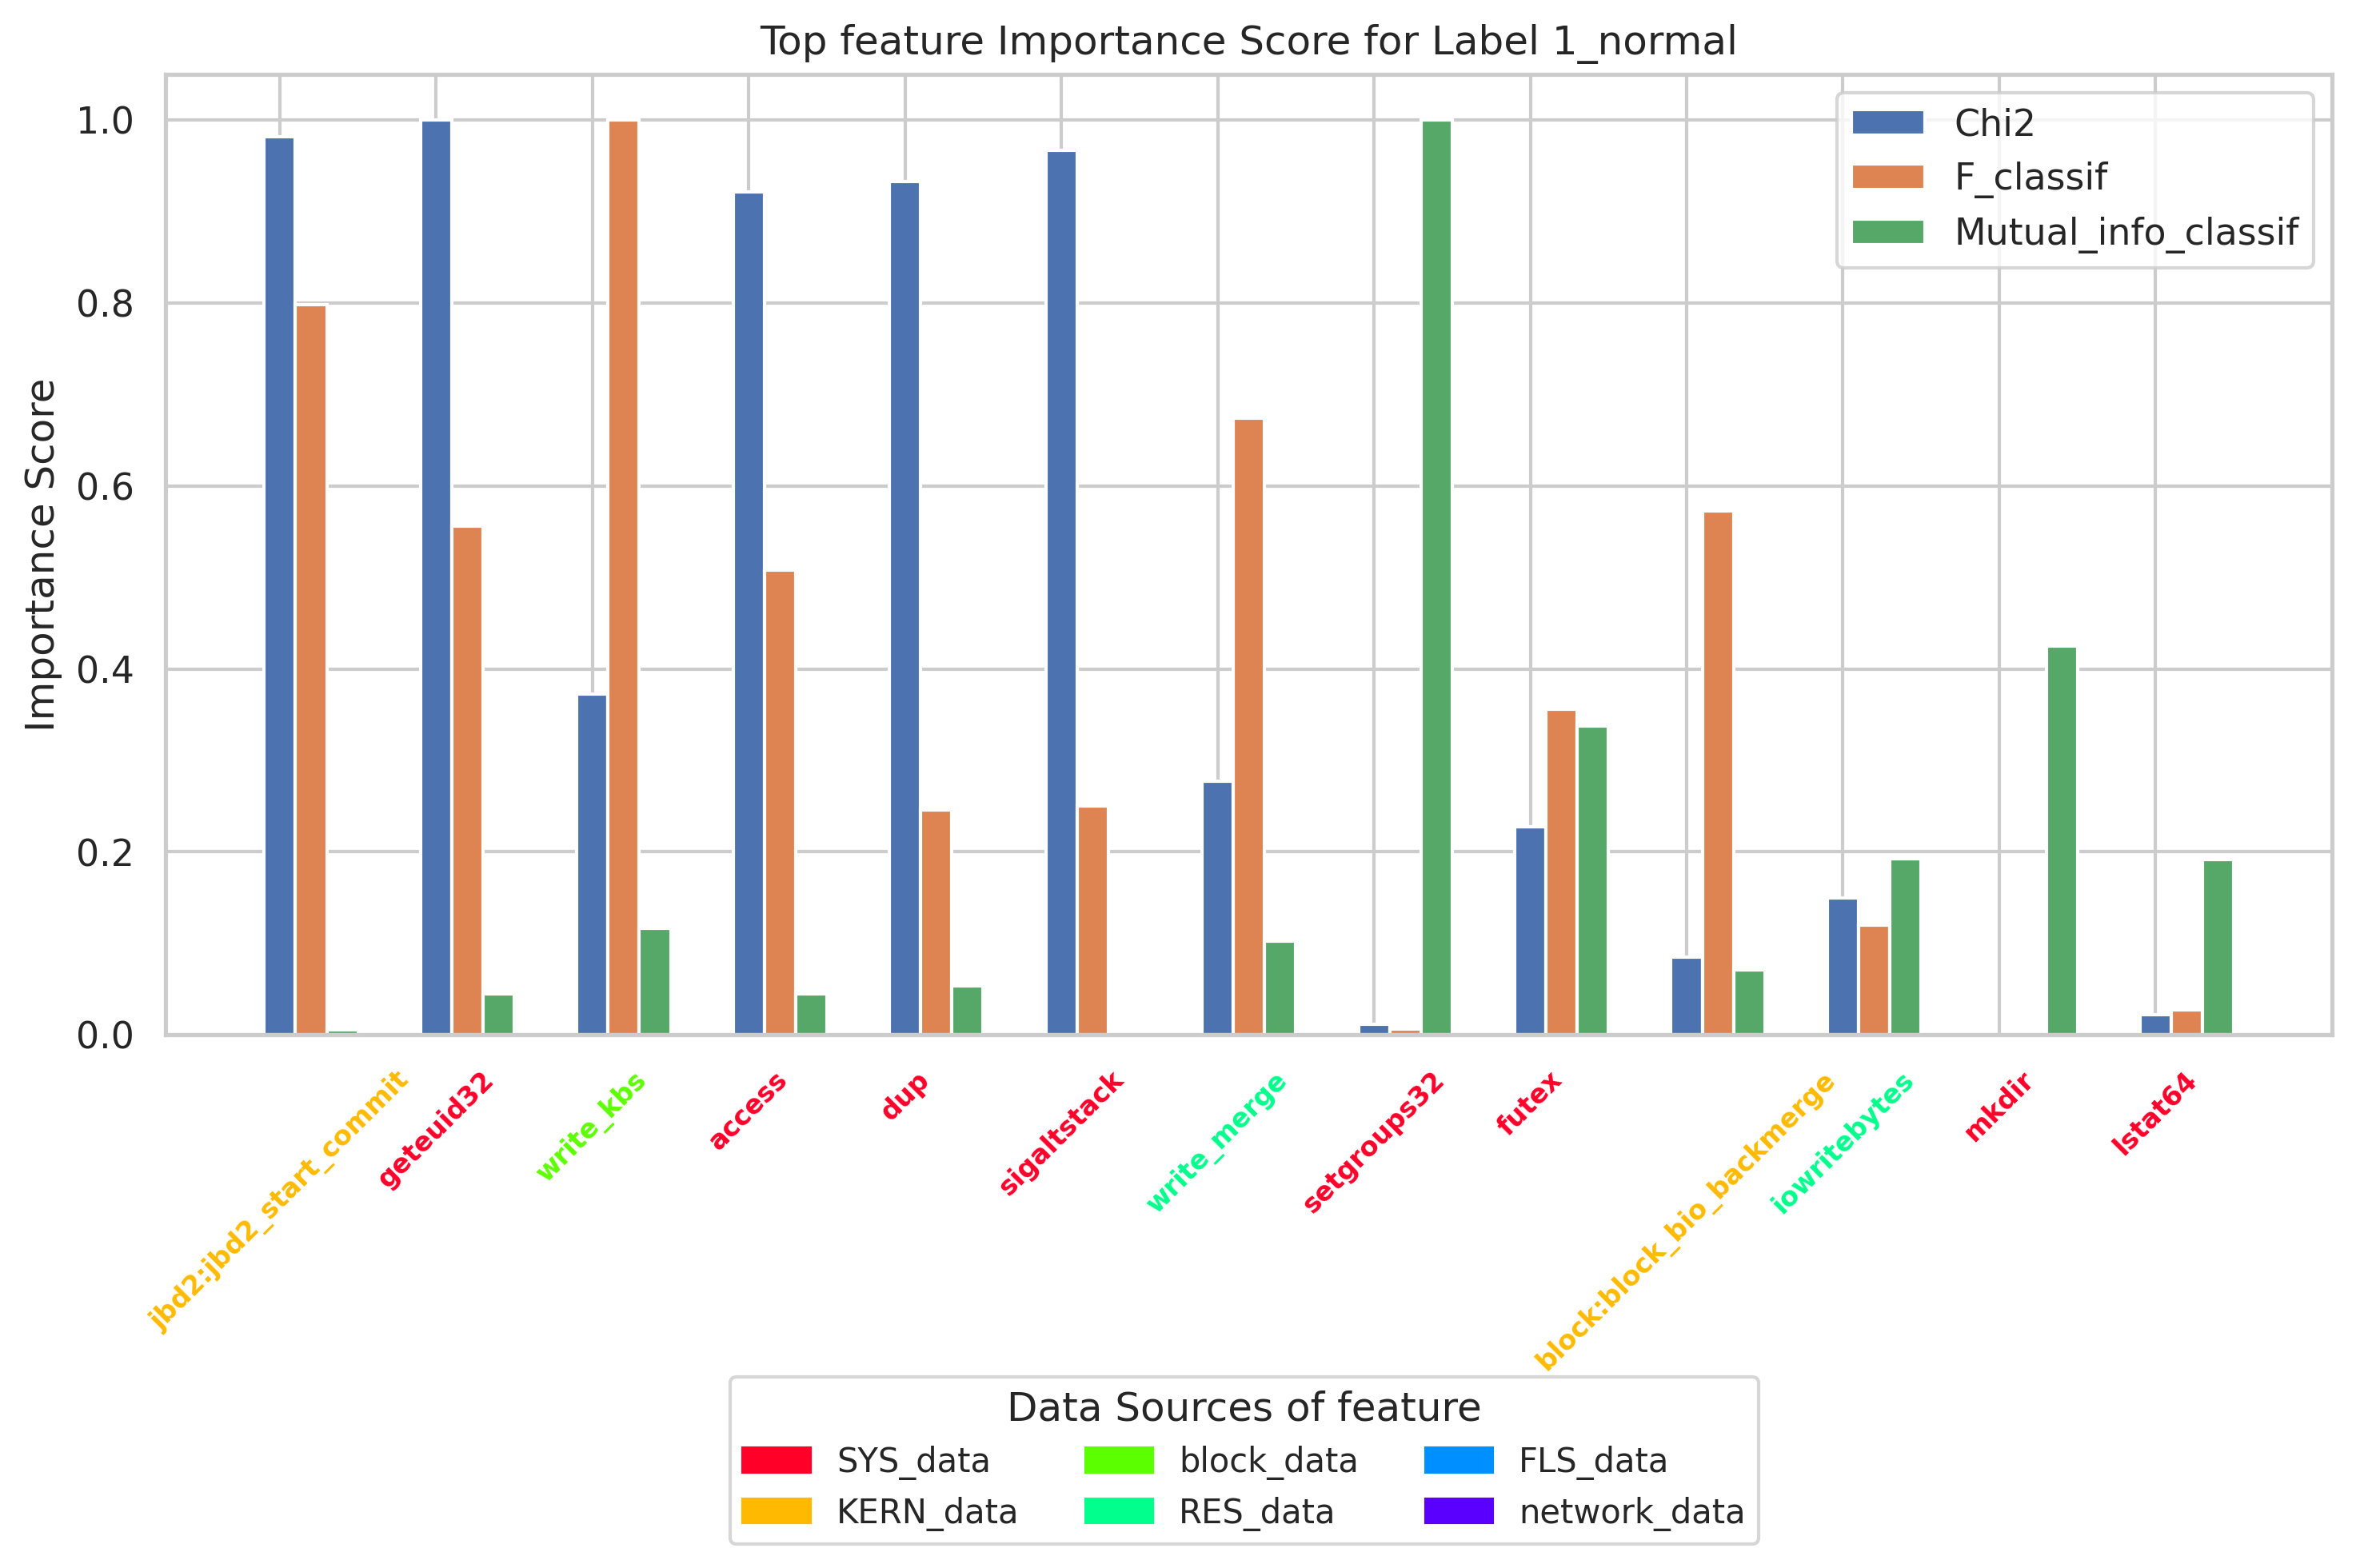 Top feature Importance Score for Label 1_normal
Importance Score
1.0
0.8
0.6
0.4
0.2
0.0
Chi2
F_classif
Mutual_info_classif
jbd2:jbd2_start_commit
geteuid32
write_kbs
access
dup
sigaltstack
write_merge
setgroups32
futex
block:block_bio_backmerge
iowritebytes
mkdir
lstat64
Data Sources of feature
SYS_data
KERN_data
block_data
RES_data
FLS_data
network_data